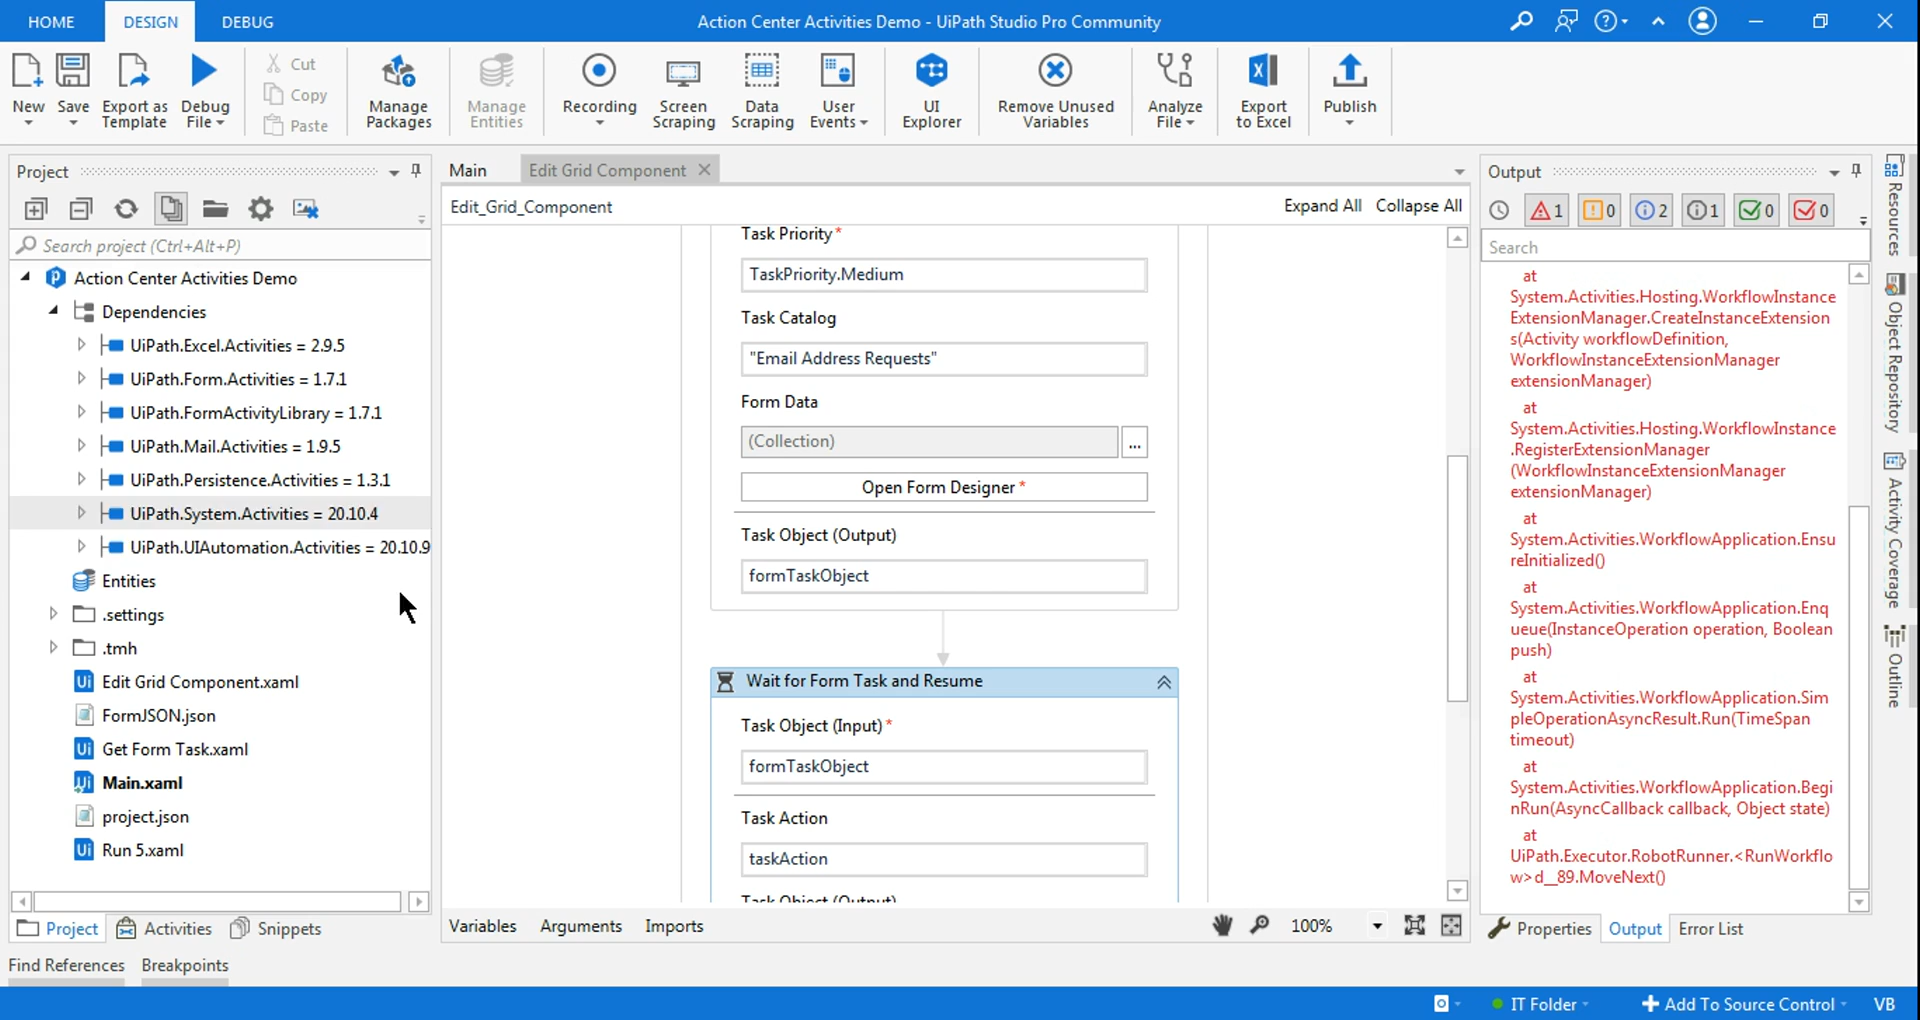 HOME
DESIGN
DEBUG
Action Center Activities Demo - UiPath Studio Pro Community
New
Save
Export as Template
Debug File
Cut
Copy
Paste
Manage Packages
Manage Entities
Recording
Screen Scraping
Data Scraping
User Events
UI Explorer
Remove Unused Variables
Analyze File
Export to Excel
Publish
Project
Search project (Ctrl+Alt+P)
Action Center Activities Demo
Dependencies
UiPath.Excel.Activities = 2.9.5
UiPath.Form.Activities = 1.7.1
UiPath.FormActivityLibrary = 1.7.1
UiPath.Mail.Activities = 1.9.5
UiPath.Persistence.Activities = 1.3.1
UiPath.System.Activities = 20.10.4
UiPath.UIAutomation.Activities = 20.10.9
Entities
.settings
.tmh
Edit Grid Component.xaml
FormJSON.json
Get Form Task.xaml
Main.xaml
project.json
Run 5.xaml
Project
Activities
Snippets
Find References
Breakpoints
Main
Edit Grid Component
Edit_Grid_Component
Expand All
Collapse All
Task Priority*
TaskPriority.Medium
Task Catalog
"Email Address Requests"
Form Data
(Collection)
...
Open Form Designer *
Task Object (Output)
formTaskObject
Wait for Form Task and Resume
Task Object (Input) *
formTaskObject
Task Action
taskAction
Task Object (Output)
Variables
Arguments
Imports
100%
Output
1
0
2
1
0
0
Search
at
System.Activities.Hosting.WorkflowInstance
ExtensionManager.CreateInstanceExtension
s(Activity workflowDefinition,
WorkflowInstanceExtensionManager
extensionManager)
at
System.Activities.Hosting.WorkflowInstance
.RegisterExtensionManager
(WorkflowInstanceExtensionManager
extensionManager)
at
System.Activities.WorkflowApplication.Ensu
reInitialized()
at
System.Activities.WorkflowApplication.Enq
ueue(InstanceOperation operation, Boolean
push)
at
System.Activities.WorkflowApplication.Sim
pleOperationAsyncResult.Run(TimeSpan
timeout)
at
System.Activities.WorkflowApplication.Begi
nRun(AsyncCallback callback, Object state)
at
UiPath.Executor.RobotRunner.<RunWorkflo
w>d__89.MoveNext()
Properties
Output
Error List
Resources
Object Repository
Activity Coverage
Outline
IT Folder
Add To Source Control
VB